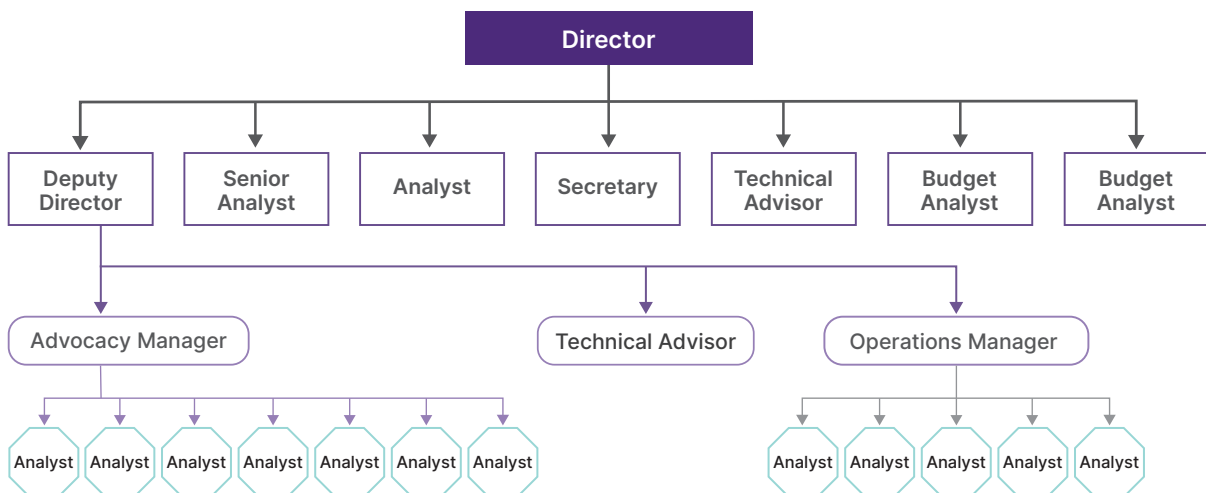 Director
Deputy
Director
Senior
Analyst
Analyst
Secretary
Technical
Advisor
Budget
Analyst
Budget
Analyst
Advocacy Manager
Technical Advisor
Operations Manager
Analyst
Analyst
Analyst
Analyst
Analyst
Analyst
Analyst
Analyst
Analyst
Analyst
Analyst
Analyst